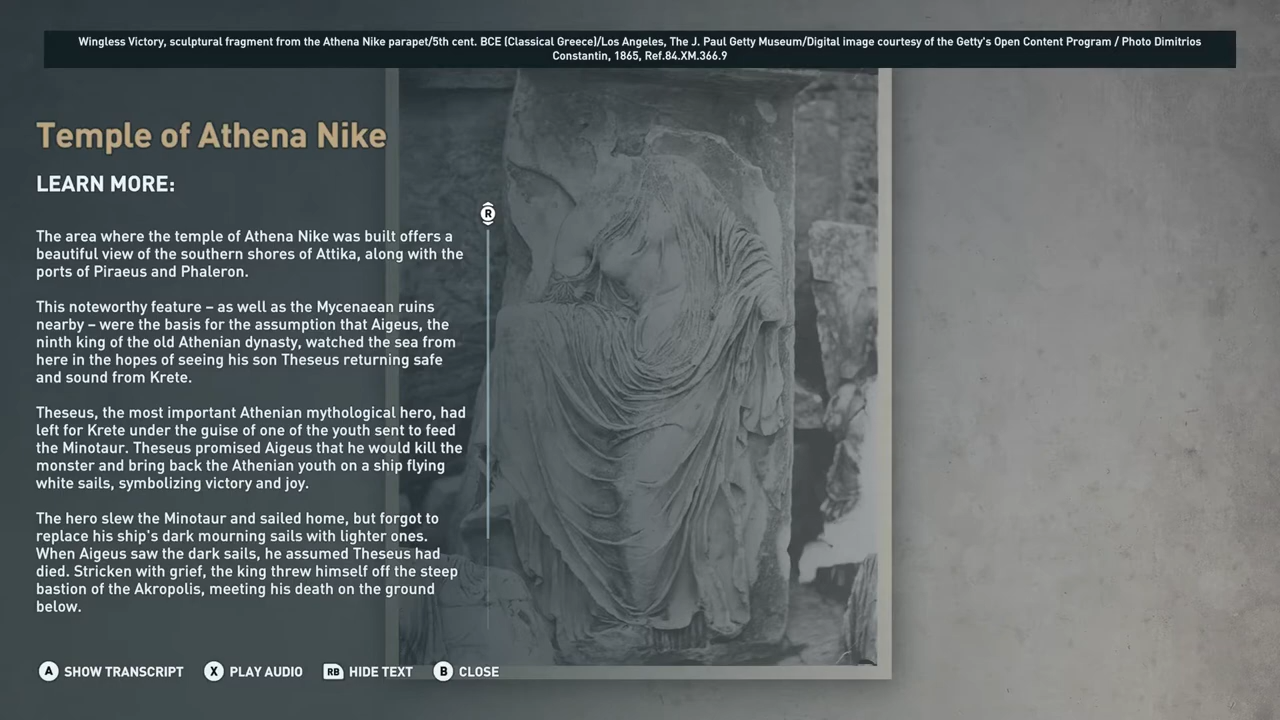 Wingless Victory, sculptural fragment from the Athena Nike parapet/5th cent. BCE (Classical Greece)/Los Angeles, The J. Paul Getty Museum/Digital image courtesy of the Getty's Open Content Program / Photo Dimitrios
Constantin, 1865, Ref.84.XM.366.9
Temple of Athena Nike
LEARN MORE:
The area where the temple of Athena Nike was built offers a
beautiful view of the southern shores of Attika, along with the
ports of Piraeus and Phaleron.
This noteworthy feature – as well as the Mycenaean ruins
nearby – were the basis for the assumption that Aigeus, the
ninth king of the old Athenian dynasty, watched the sea from
here in the hopes of seeing his son Theseus returning safe
and sound from Krete.
Theseus, the most important Athenian mythological hero, had
left for Krete under the guise of one of the youth sent to feed
the Minotaur. Theseus promised Aigeus that he would kill the
monster and bring back the Athenian youth on a ship flying
white sails, symbolizing victory and joy.
The hero slew the Minotaur and sailed home, but forgot to
replace his ship's dark mourning sails with lighter ones.
When Aigeus saw the dark sails, he assumed Theseus had
died. Stricken with grief, the king threw himself off the steep
bastion of the Akropolis, meeting his death on the ground
below.
R
A SHOW TRANSCRIPT X PLAY AUDIO RB HIDE TEXT B CLOSE